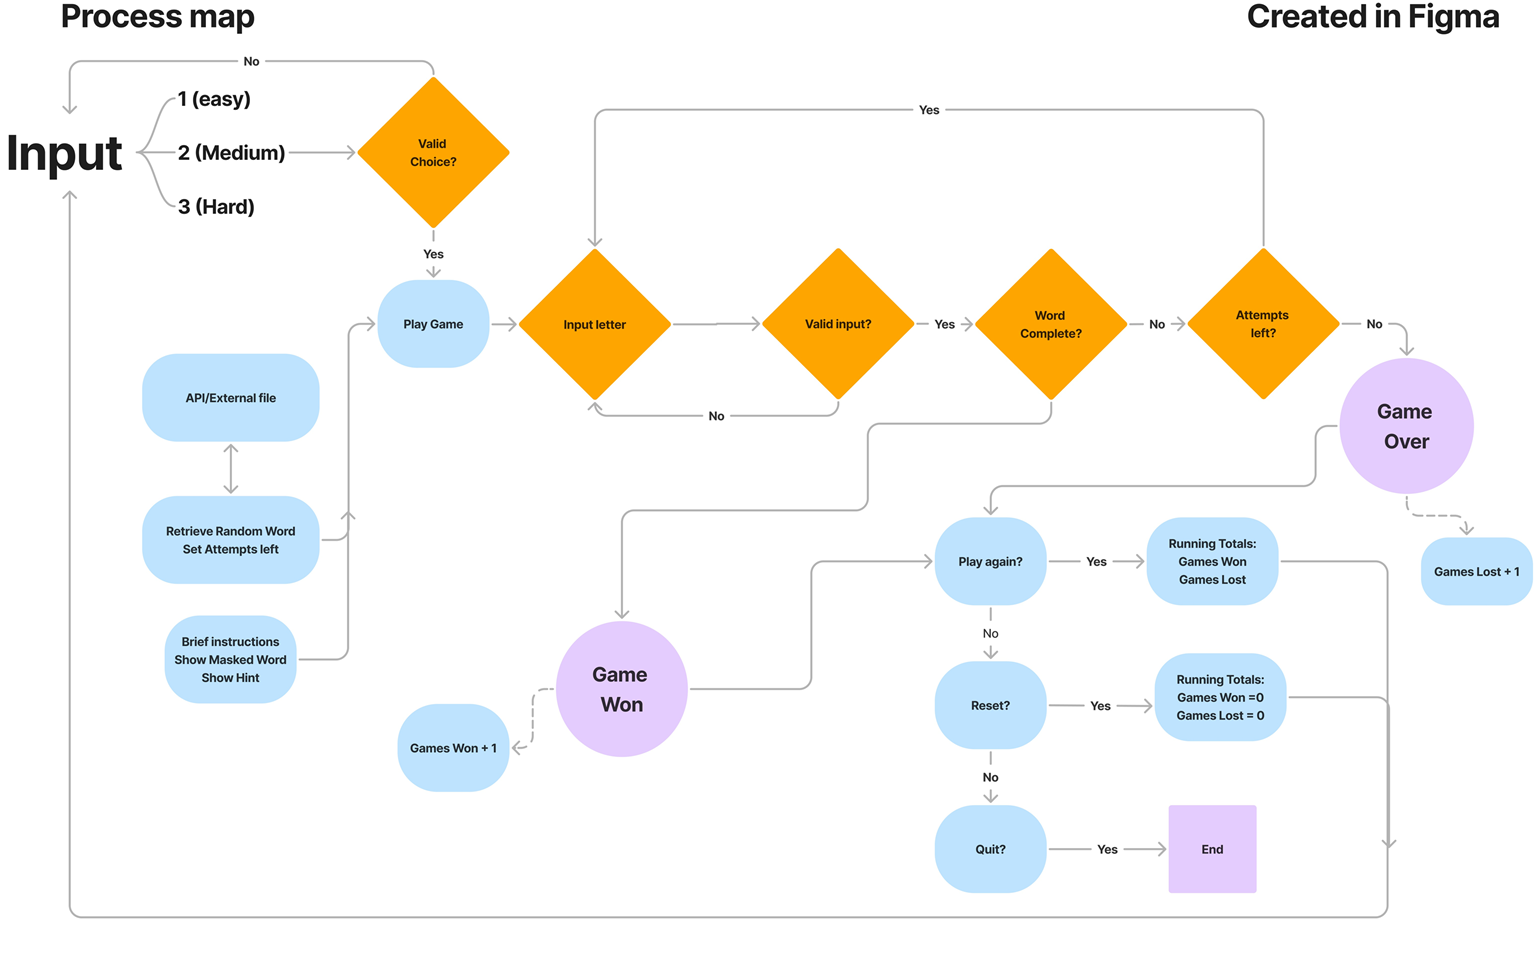 Process map
Created in Figma
No
Input
1 (easy)
2 (Medium)
3 (Hard)
Valid
Choice?
Yes
Yes
Play Game
Input letter
Valid input?
Yes
Word
Complete?
No
Attempts
left?
No
No
API/External file
Retrieve Random Word
Set Attempts left
Brief instructions
Show Masked Word
Show Hint
Game
Over
Games Lost + 1
Game
Won
Games Won + 1
Play again?
Yes
Running Totals:
Games Won
Games Lost
No
Reset?
Yes
Running Totals:
Games Won =0
Games Lost = 0
No
Quit?
Yes
End